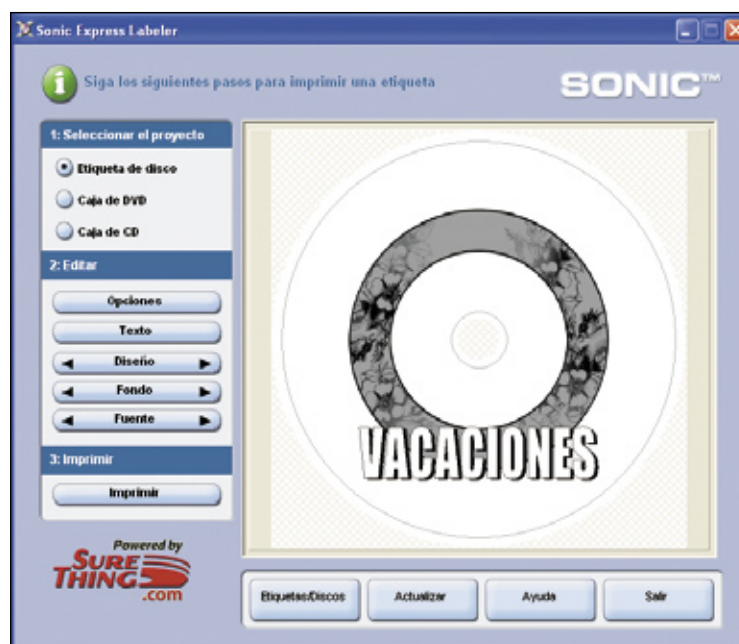 Sonic Express Labeler
Siga los siguientes pasos para imprimir una etiqueta
SONIC™
1: Seleccionar el proyecto
Etiqueta de disco
Caja de DVD
Caja de CD
2: Editar
Opciones
Texto
Diseño
Fondo
Fuente
3: Imprimir
Imprimir
VACACIONES
Powered by
SURE
THING
.com
Etiquetas/Discos
Actualizar
Ayuda
Salir